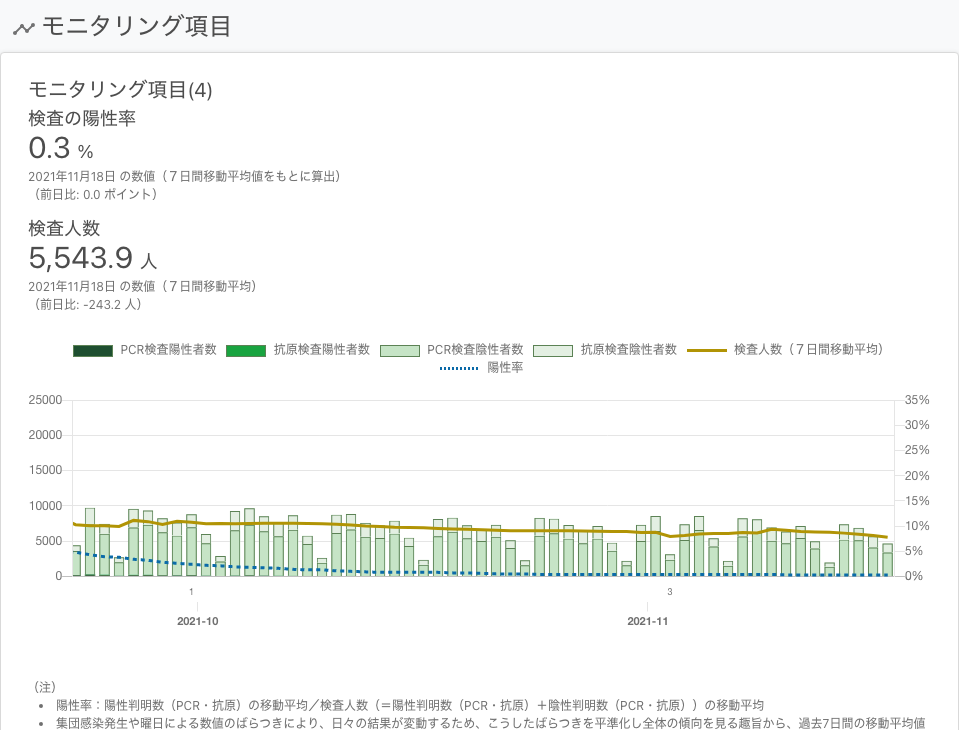 モニタリング項目
モニタリング項目(4)
検査の陽性率
0.3 %
2021年11月18日 の数値（７日間移動平均値をもとに算出）
（前日比: 0.0 ポイント）
検査人数
5,543.9 人
2021年11月18日 の数値（７日間移動平均）
（前日比: -243.2 人）
PCR検査陽性者数 抗原検査陽性者数 PCR検査陰性者数 抗原検査陰性者数 検査人数（７日間移動平均）
陽性率
25000 35%
30%
20000
25%
15000
20%
15%
10000
10%
5000
5%
0 0%
1 3
2021-10 2021-11
（注）
陽性率：陽性判明数（PCR・抗原）の移動平均／検査人数（＝陽性判明数（PCR・抗原）＋陰性判明数（PCR・抗原））の移動平均
集団感染発生や曜日による数値のばらつきにより、日々の結果が変動するため、こうしたばらつきを平準化し全体の傾向を見る趣旨から、過去7日間の移動平均値